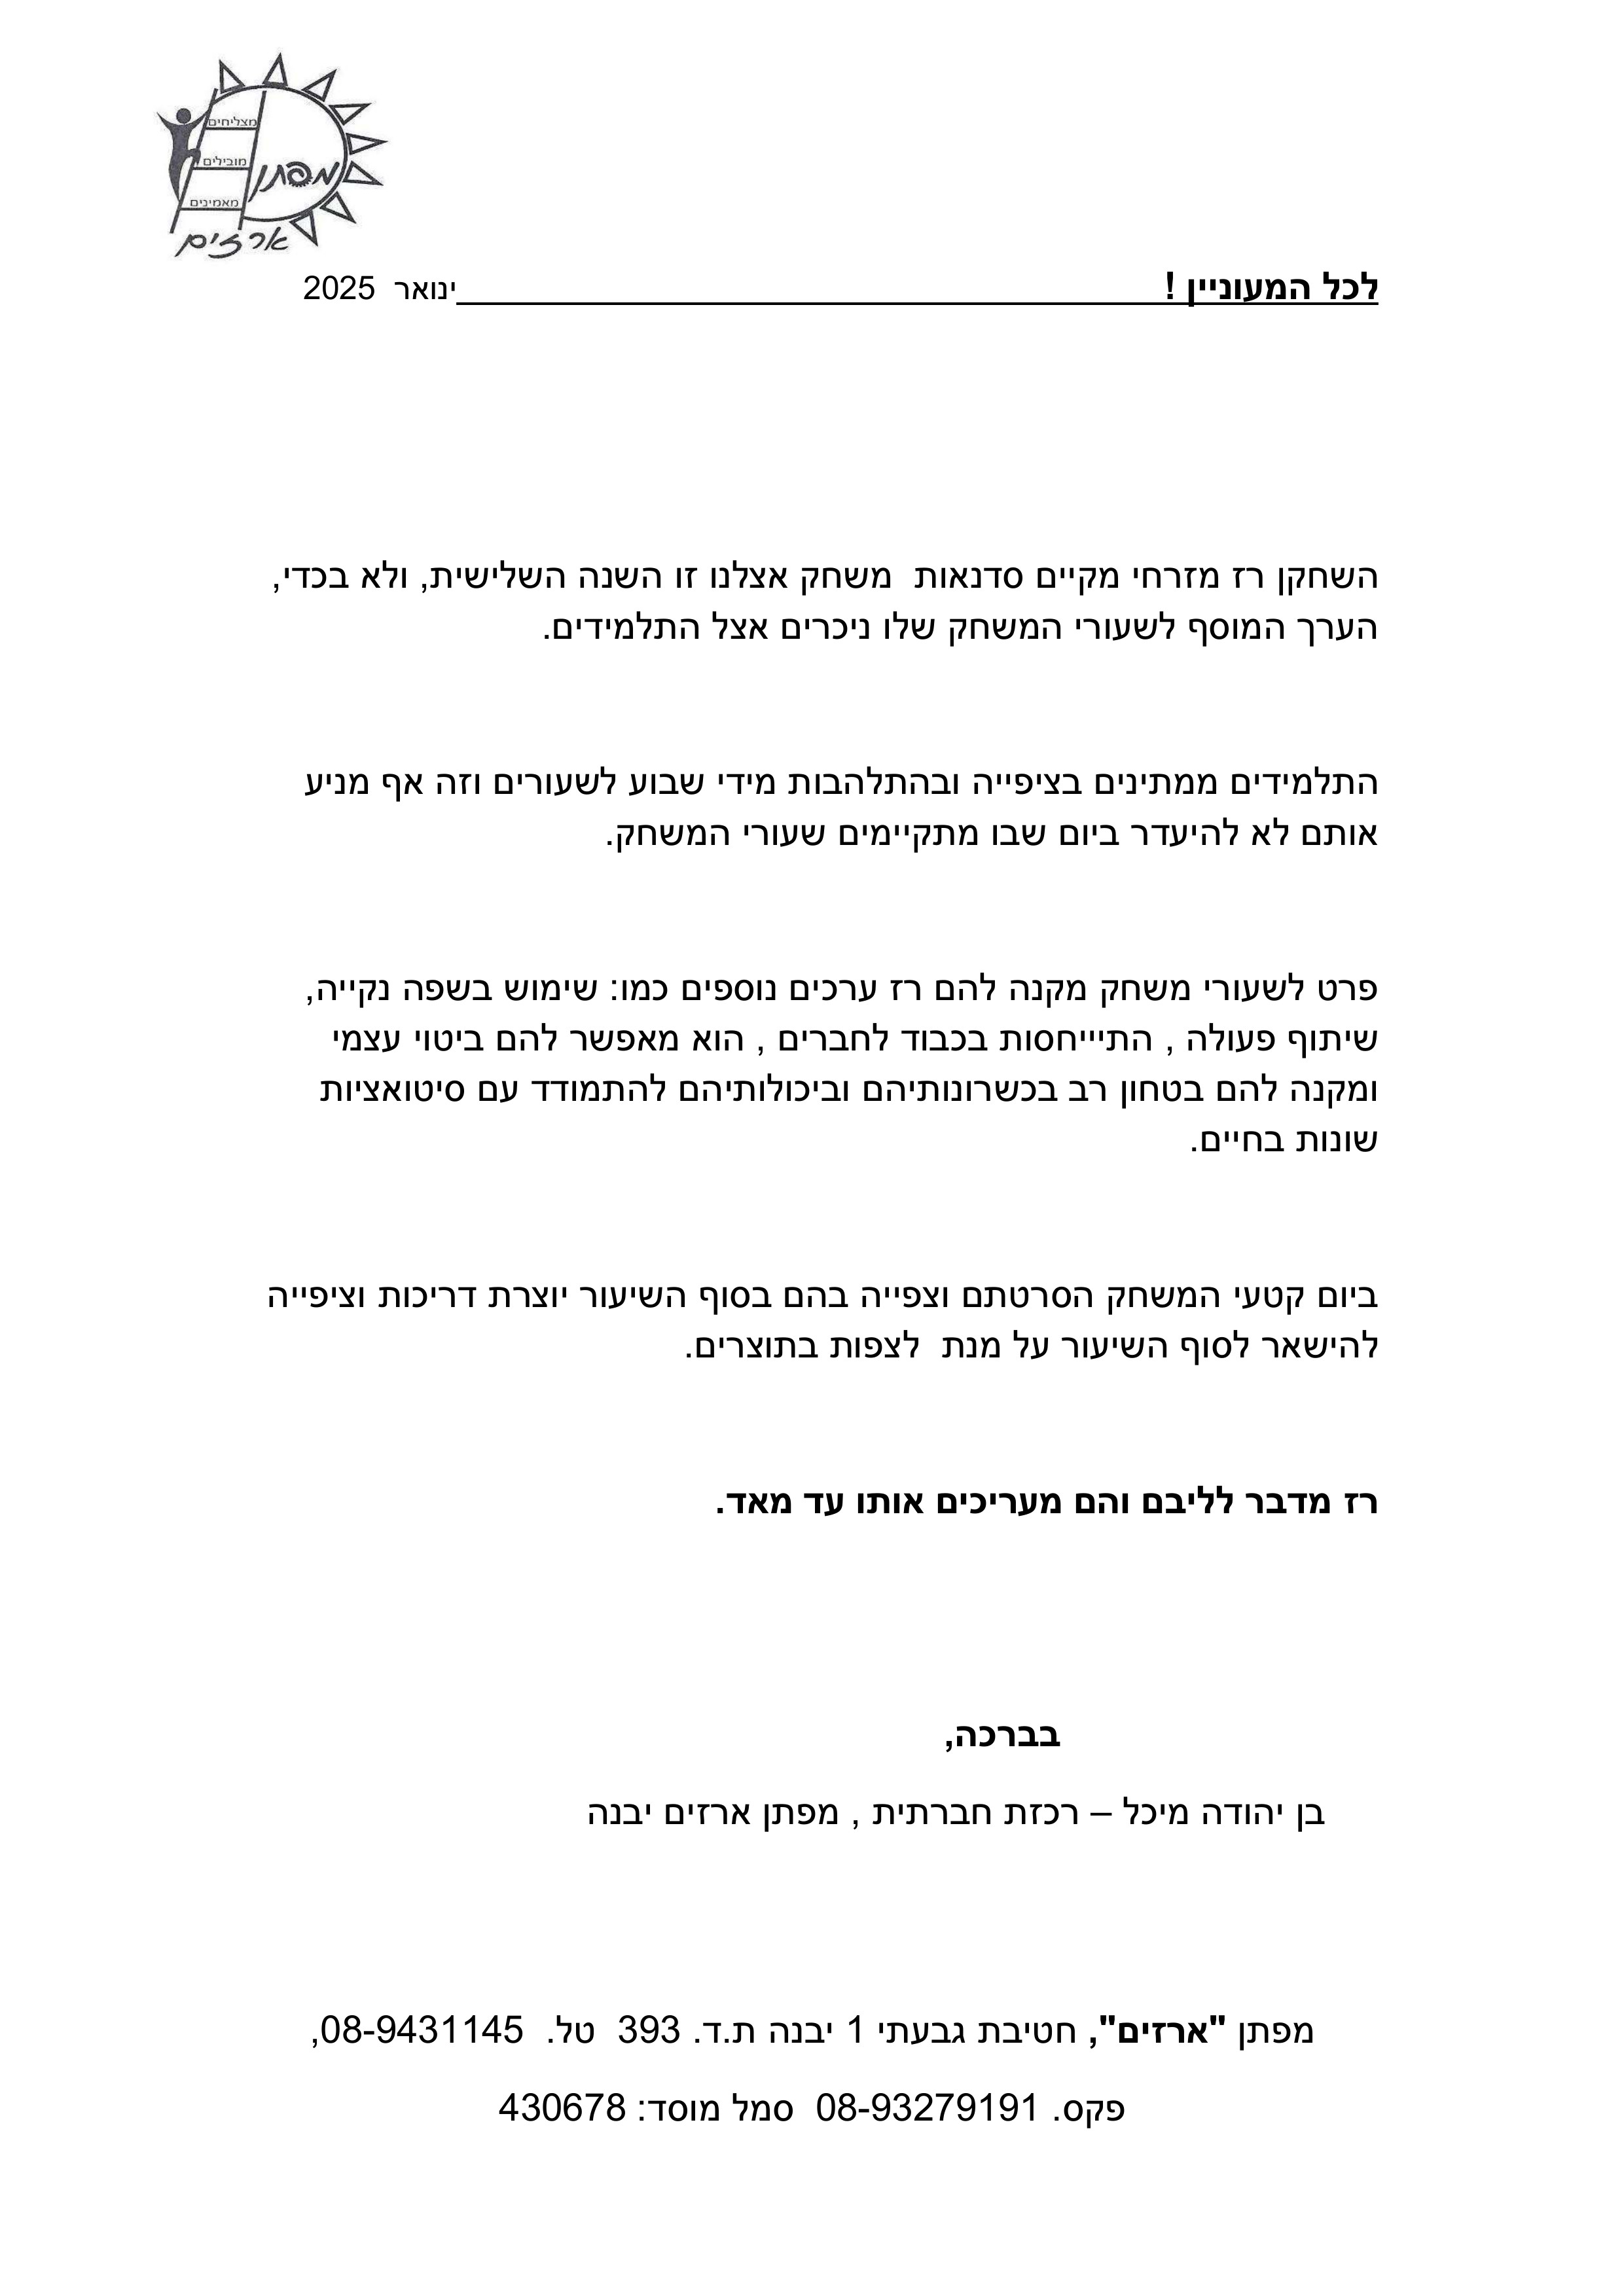 מצליחים
מובילים
מפתן
מאמינים
ארזים
לכל המעוניין ! ינואר 2025
השחקן רז מזרחי מקיים סדנאות משחק אצלנו זו השנה השלישית, ולא בכדי,
הערך המוסף לשעורי המשחק שלו ניכרים אצל התלמידים.
התלמידים ממתינים בציפייה ובהתלהבות מידי שבוע לשעורים וזה אף מניע
אותם לא להיעדר ביום שבו מתקיימים שעורי המשחק.
פרט לשעורי משחק מקנה להם רז ערכים נוספים כמו: שימוש בשפה נקייה,
שיתוף פעולה , התיייחסות בכבוד לחברים , הוא מאפשר להם ביטוי עצמי
ומקנה להם בטחון רב בכשרונותיהם וביכולותיהם להתמודד עם סיטואציות
שונות בחיים.
ביום קטעי המשחק הסרטתם וצפייה בהם בסוף השיעור יוצרת דריכות וציפייה
להישאר לסוף השיעור על מנת לצפות בתוצרים.
רז מדבר לליבם והם מעריכים אותו עד מאד.
בברכה,
בן יהודה מיכל – רכזת חברתית , מפתן ארזים יבנה
מפתן "ארזים", חטיבת גבעתי 1 יבנה ת.ד. 393 טל. 08-9431145,
פקס. 08-93279191 סמל מוסד: 430678